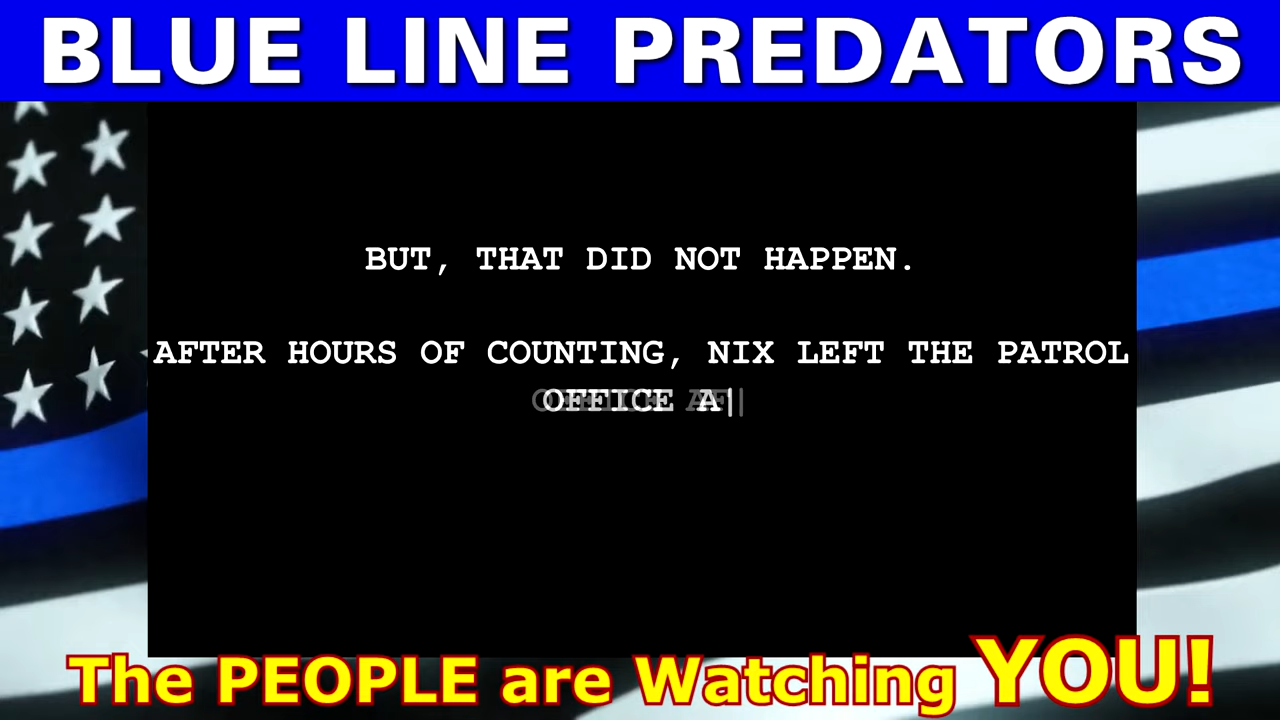 BLUE LINE PREDATORS
BUT, THAT DID NOT HAPPEN.
AFTER HOURS OF COUNTING, NIX LEFT THE PATROL
OFFICE A
The PEOPLE are Watching YOU!